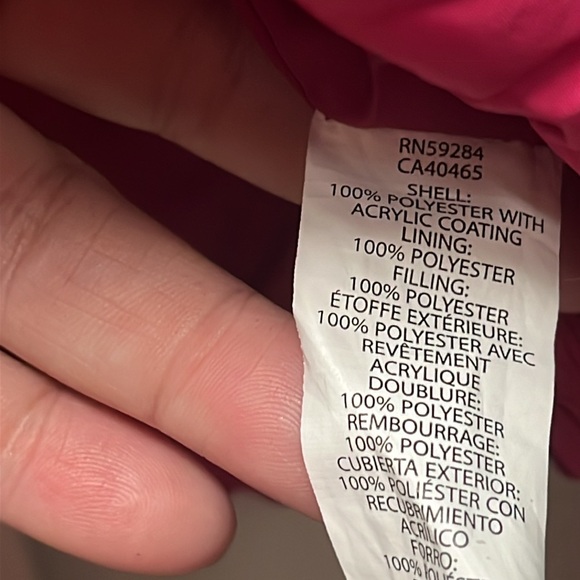 RN59284
CA40465
SHELL:
100% POLYESTER WITH
ACRYLIC COATING
LINING:
100% POLYESTER
FILLING:
100% POLYESTER
ÉTOFFE EXTÉRIEURE:
100% POLYESTER AVEC
REVÊTEMENT
ACRYLIQUE
DOUBLURE:
100% POLYESTER
REMBOURRAGE:
100% POLYESTER
CUBIERTA EXTERIOR:
100% POLIÉSTER CON
RECUBRIMIENTO
ACRÍLICO
FORRO:
100%